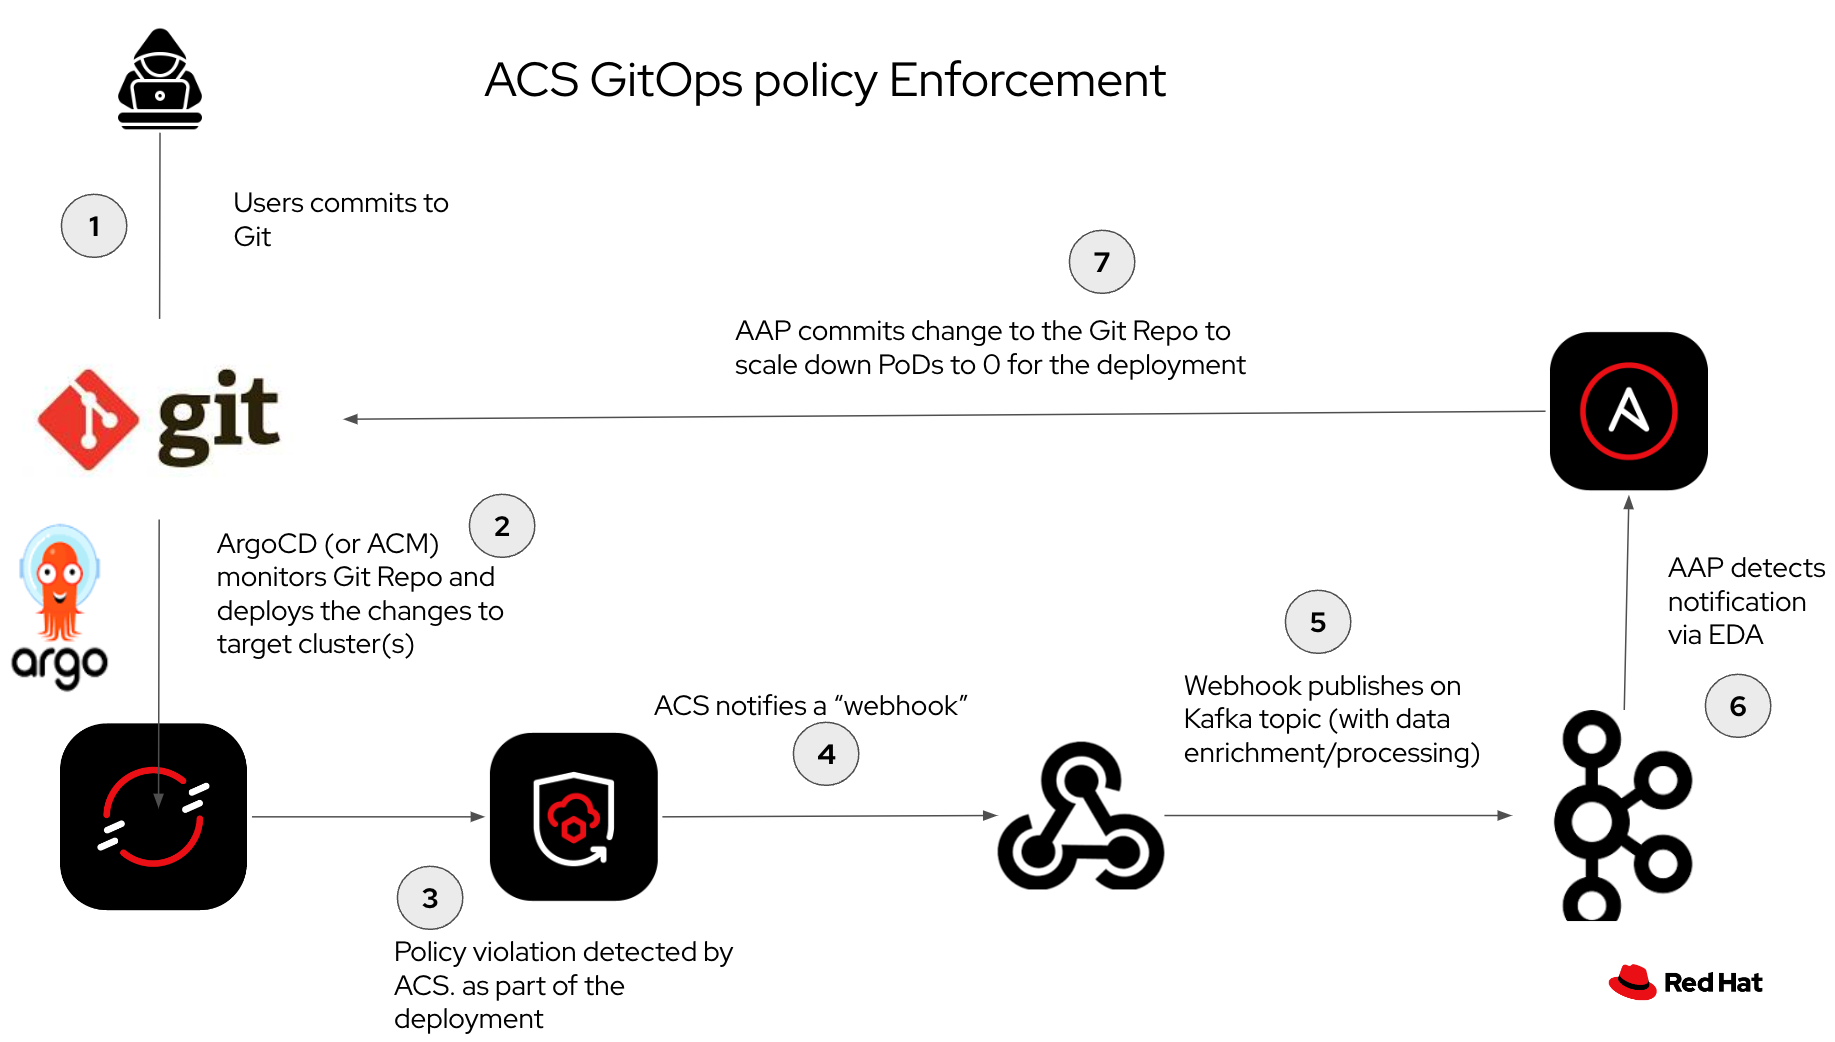 ACS GitOps policy Enforcement
1
Users commits to
Git
7
AAP commits change to the Git Repo to
scale down PoDs to 0 for the deployment
git
2
ArgoCD (or ACM)
monitors Git Repo and
deploys the changes to
target cluster(s)
argo
AAP detects
notification
via EDA
6
5
Webhook publishes on
Kafka topic (with data
enrichment/processing)
ACS notifies a “webhook”
4
3
Policy violation detected by
ACS. as part of the
deployment
Red Hat